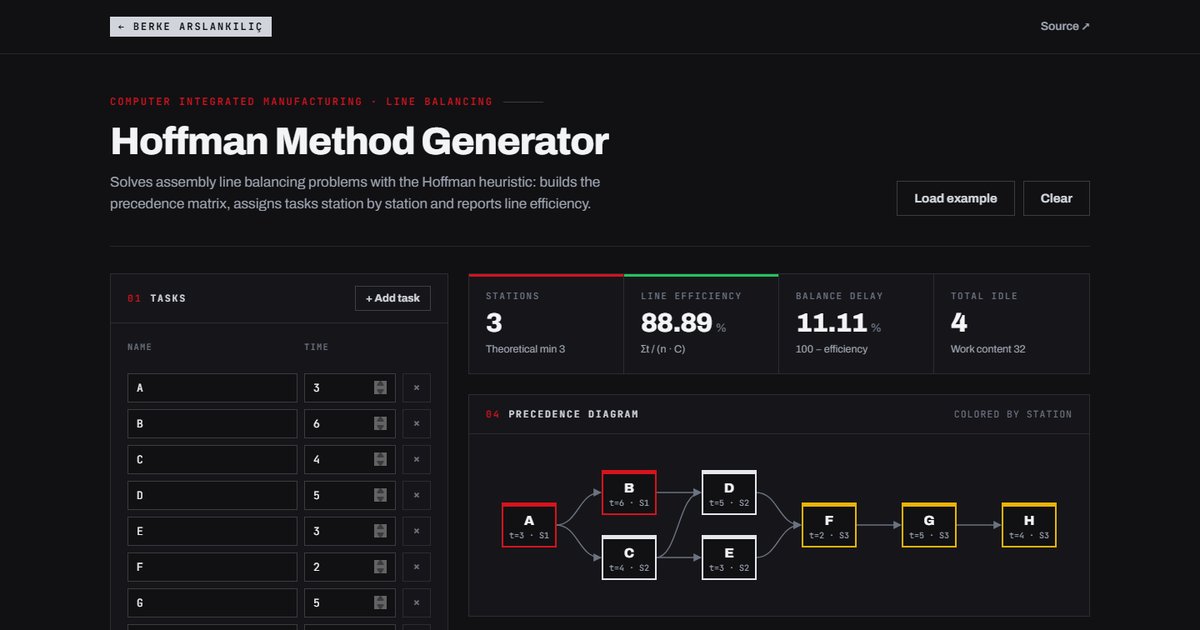 ← BERKE ARSLANKILIÇ
Source ↗
COMPUTER INTEGRATED MANUFACTURING · LINE BALANCING
Hoffman Method Generator
Solves assembly line balancing problems with the Hoffman heuristic: builds the
precedence matrix, assigns tasks station by station and reports line efficiency.
Load example
Clear
01 TASKS
+ Add task
NAME TIME
A 3 ×
B 6 ×
C 4 ×
D 5 ×
E 3 ×
F 2 ×
G 5 ×
STATIONS
3
Theoretical min 3
LINE EFFICIENCY
88.89 %
Σt / (n · C)
BALANCE DELAY
11.11 %
100 − efficiency
TOTAL IDLE
4
Work content 32
04 PRECEDENCE DIAGRAM
COLORED BY STATION
A
t=3 · S1
B
t=6 · S1
C
t=4 · S2
D
t=5 · S2
E
t=3 · S2
F
t=2 · S3
G
t=5 · S3
H
t=4 · S3